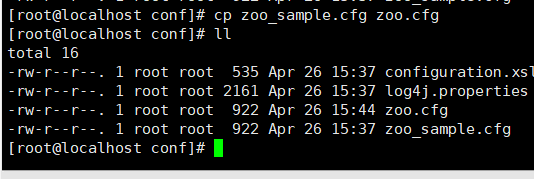 [root@localhost conf]# cp zoo_sample.cfg zoo.cfg
[root@localhost conf]# ll
total 16
-rw-r--r--. 1 root root  535 Apr 26 15:37 configuration.xsl
-rw-r--r--. 1 root root 2161 Apr 26 15:37 log4j.properties
-rw-r--r--. 1 root root  922 Apr 26 15:44 zoo.cfg
-rw-r--r--. 1 root root  922 Apr 26 15:37 zoo_sample.cfg
[root@localhost conf]#